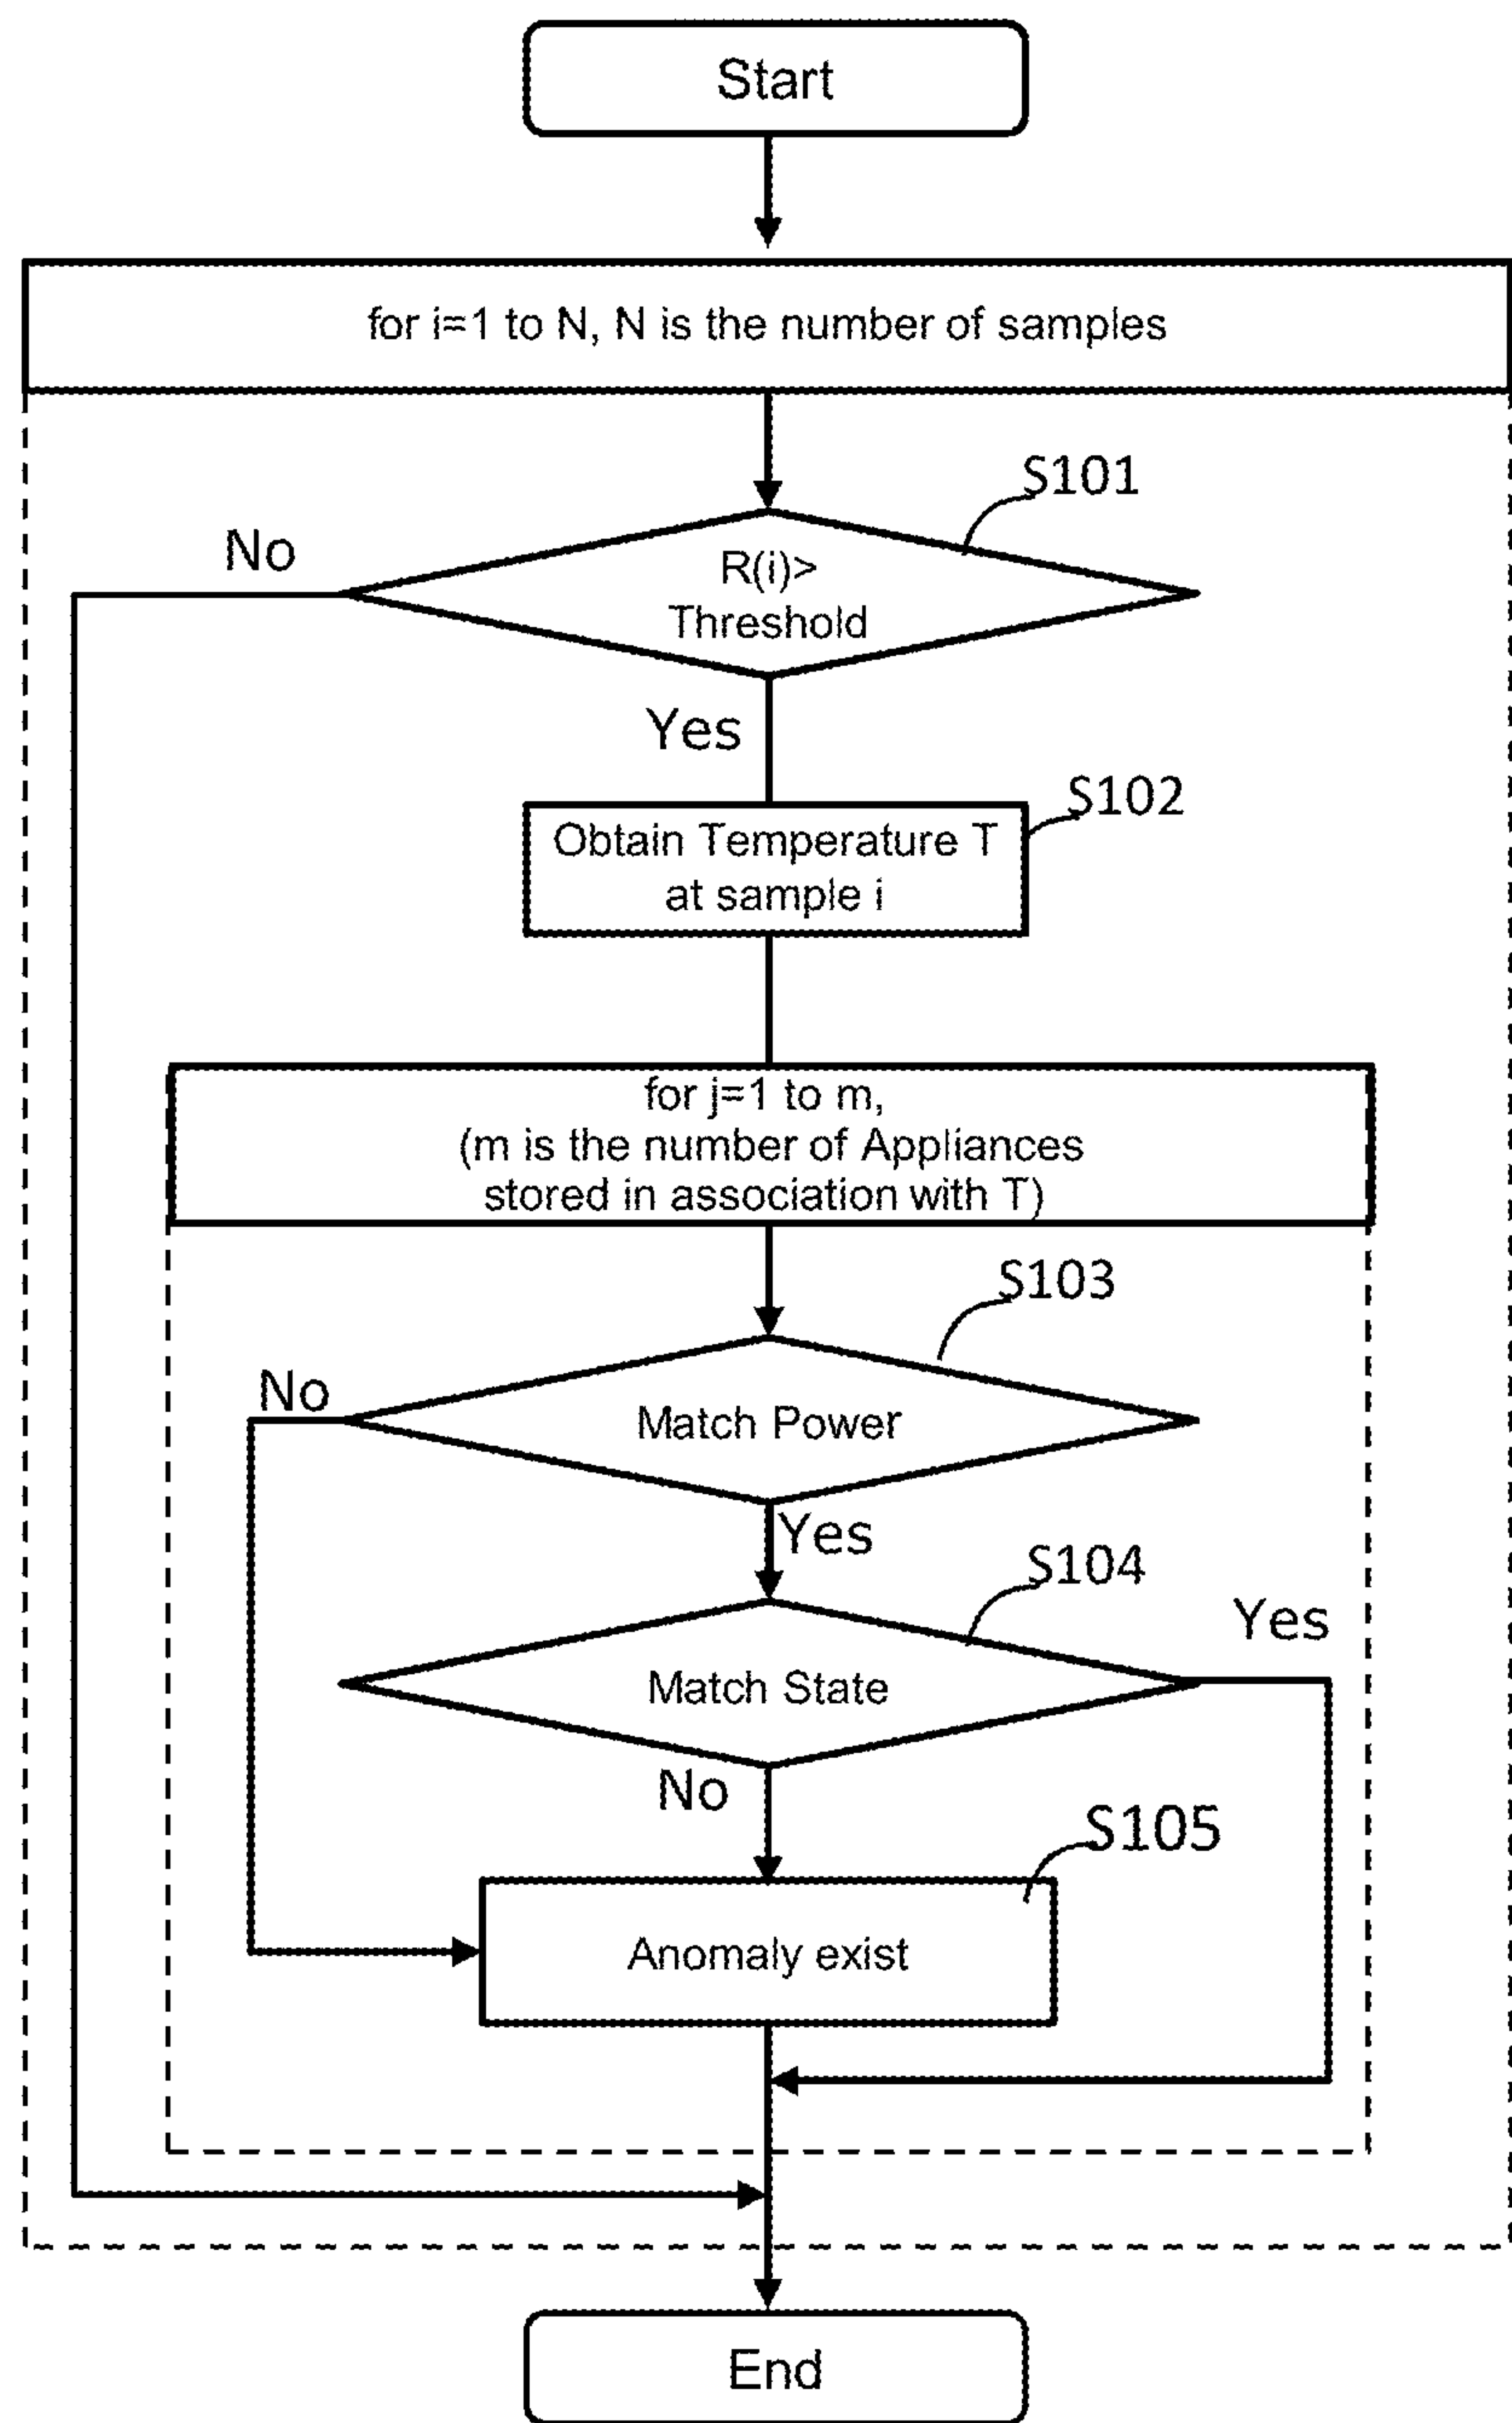 Start
for i=1 to N, N is the number of samples
S101
No
R(i)>
Threshold
Yes
S102
Obtain Temperature T
at sample i
for j=1 to m,
(m is the number of Appliances
stored in association with T)
S103
No
Match Power
Yes
S104
Yes
Match State
No
S105
Anomaly exist
End